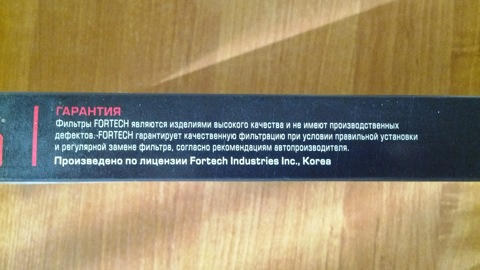 ГАРАНТИЯ
Фильтры FORTECH являются изделиями высокого качества и не имеют производственных
дефектов.-FORTECH гарантирует качественную фильтрацию при условии правильной установки
и регулярной замене фильтра, согласно рекомендациям автопроизводителя.
Произведено по лицензии Fortech Industries Inc., Korea